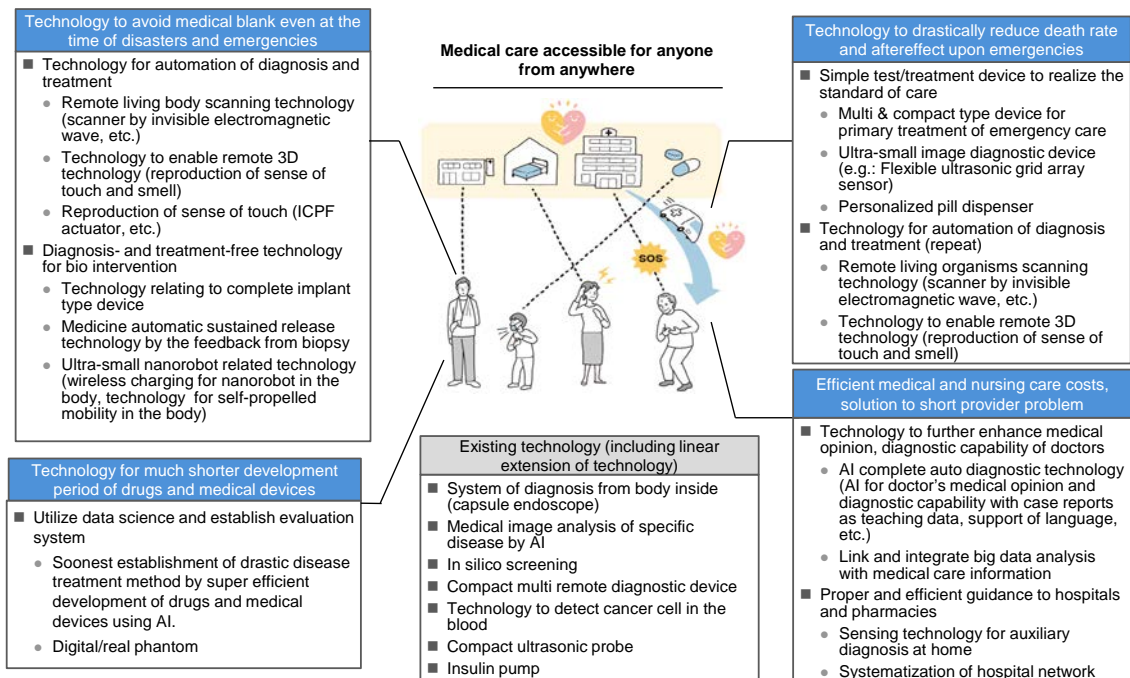 Technology to avoid medical blank even at the
time of disasters and emergencies
■ Technology for automation of diagnosis and
treatment
● Remote living body scanning technology
(scanner by invisible electromagnetic
wave, etc.)
● Technology to enable remote 3D
technology (reproduction of sense of
touch and smell)
● Reproduction of sense of touch (ICPF
actuator, etc.)
■ Diagnosis- and treatment-free technology
for bio intervention
● Technology relating to complete implant
type device
● Medicine automatic sustained release
technology by the feedback from biopsy
● Ultra-small nanorobot related technology
(wireless charging for nanorobot in the
body, technology for self-propelled
mobility in the body)
Technology for much shorter development
period of drugs and medical devices
■ Utilize data science and establish evaluation
system
● Soonest establishment of drastic disease
treatment method by super efficient
development of drugs and medical
devices using AI.
● Digital/real phantom
Medical care accessible for anyone
from anywhere
SOS
Existing technology (including linear
extension of technology)
■ System of diagnosis from body inside
(capsule endoscope)
■ Medical image analysis of specific
disease by AI
■ In silico screening
■ Compact multi remote diagnostic device
■ Technology to detect cancer cell in the
blood
■ Compact ultrasonic probe
■ Insulin pump
Technology to drastically reduce death rate
and aftereffect upon emergencies
■ Simple test/treatment device to realize the
standard of care
● Multi & compact type device for
primary treatment of emergency care
● Ultra-small image diagnostic device
(e.g.: Flexible ultrasonic grid array
sensor)
● Personalized pill dispenser
■ Technology for automation of diagnosis
and treatment (repeat)
● Remote living organisms scanning
technology (scanner by invisible
electromagnetic wave, etc.)
● Technology to enable remote 3D
technology (reproduction of sense of
touch and smell)
Efficient medical and nursing care costs,
solution to short provider problem
■ Technology to further enhance medical
opinion, diagnostic capability of doctors
● AI complete auto diagnostic technology
(AI for doctor's medical opinion and
diagnostic capability with case reports
as teaching data, support of language,
etc.)
● Link and integrate big data analysis
with medical care information
■ Proper and efficient guidance to hospitals
and pharmacies
● Sensing technology for auxiliary
diagnosis at home
● Systematization of hospital network